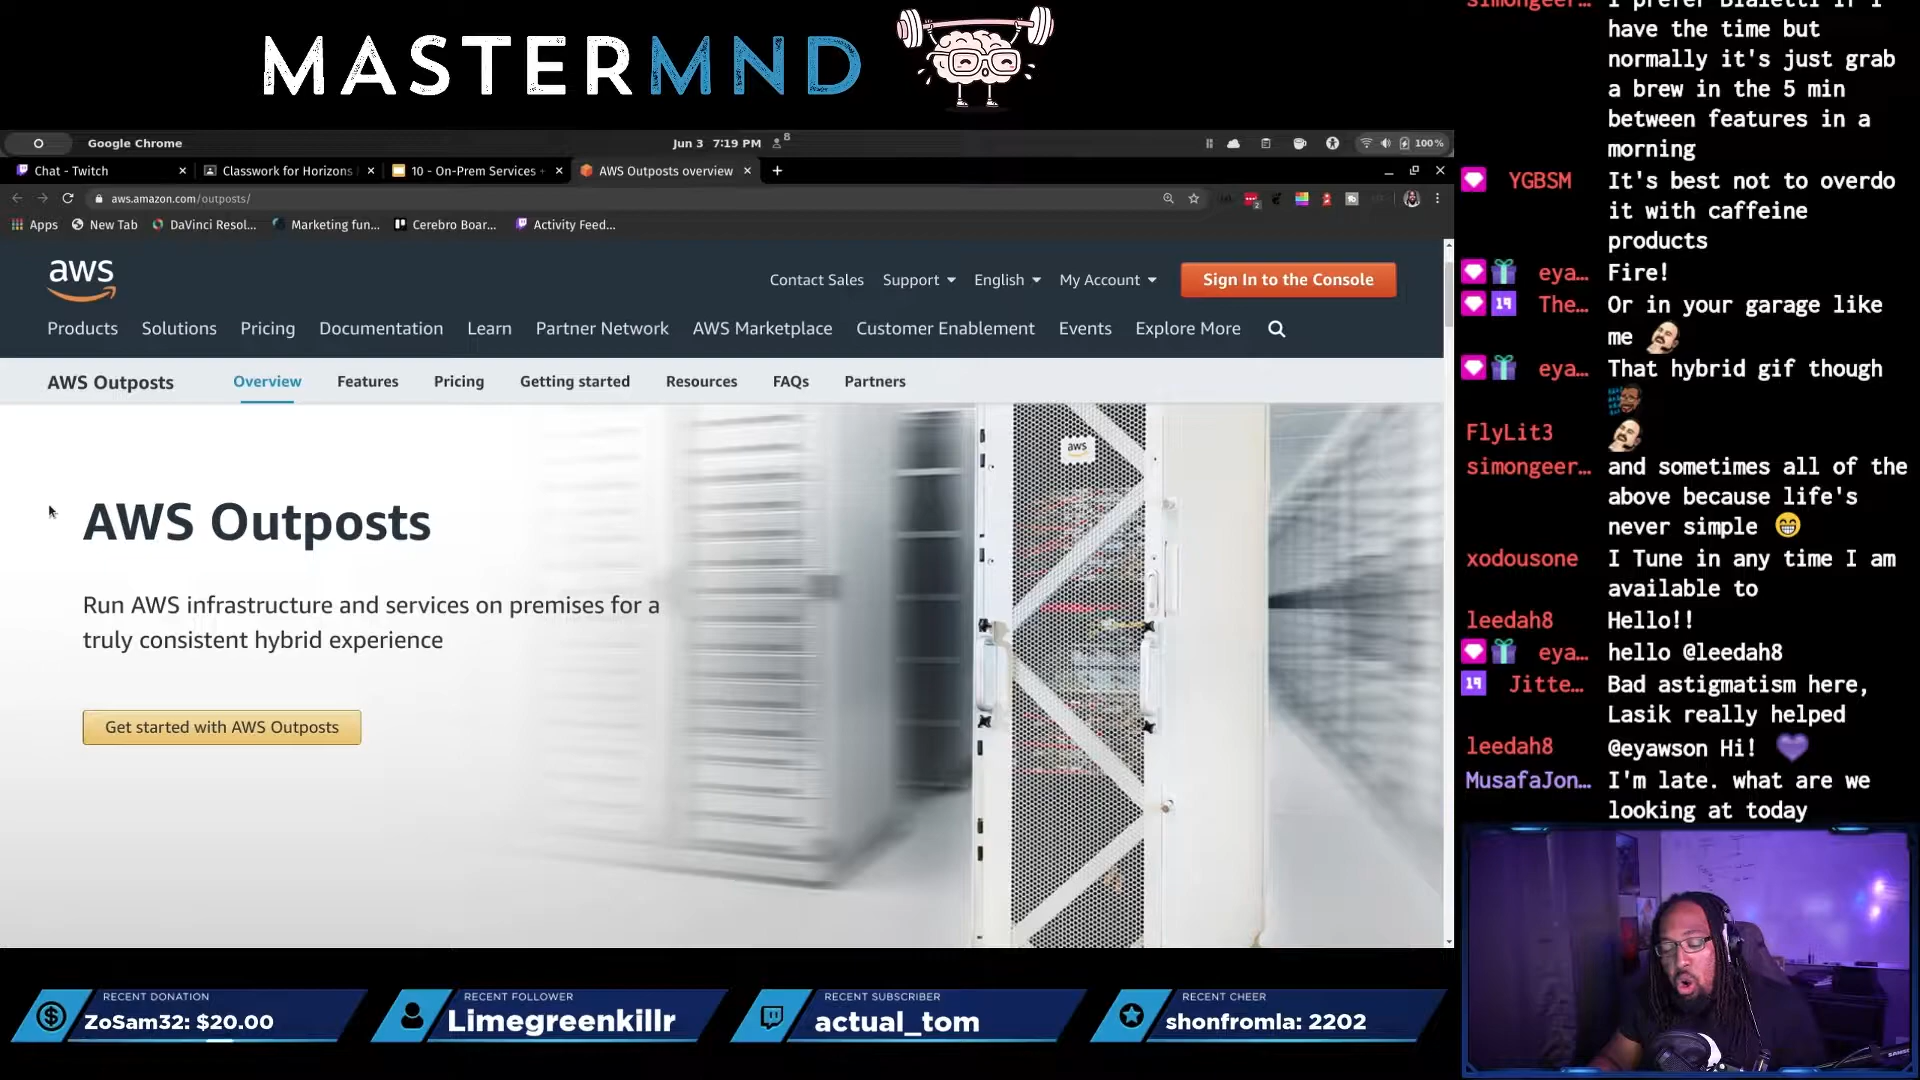 MASTERMND
Google Chrome
Jun 3 7:19 PM
8
100%
Chat - Twitch
Classwork for Horizons
10 - On-Prem Services
AWS Outposts overview
aws.amazon.com/outposts/
Apps
New Tab
DaVinci Resol...
Marketing fun...
Cerebro Boar...
Activity Feed...
aws
Contact Sales
Support
English
My Account
Sign In to the Console
Products
Solutions
Pricing
Documentation
Learn
Partner Network
AWS Marketplace
Customer Enablement
Events
Explore More
AWS Outposts
Overview
Features
Pricing
Getting started
Resources
FAQs
Partners
aws
AWS Outposts
Run AWS infrastructure and services on premises for a
truly consistent hybrid experience
Get started with AWS Outposts
simongeer... I prefer Bialetti if I
have the time but
normally it's just grab
a brew in the 5 min
between features in a
morning
YGBSM It's best not to overdo
it with caffeine
products
eya... Fire!
19 The... Or in your garage like
me
eya... That hybrid gif though
FlyLit3
simongeer... and sometimes all of the
above because life's
never simple
xodousone I Tune in any time I am
available to
leedah8 Hello!!
eya... hello @leedah8
19 Jitte... Bad astigmatism here,
Lasik really helped
leedah8 @eyawson Hi!
MusafaJon... I'm late. what are we
looking at today
RECENT DONATION
ZoSam32: $20.00
RECENT FOLLOWER
Limegreenkillr
RECENT SUBSCRIBER
actual_tom
RECENT CHEER
shonfromla: 2202